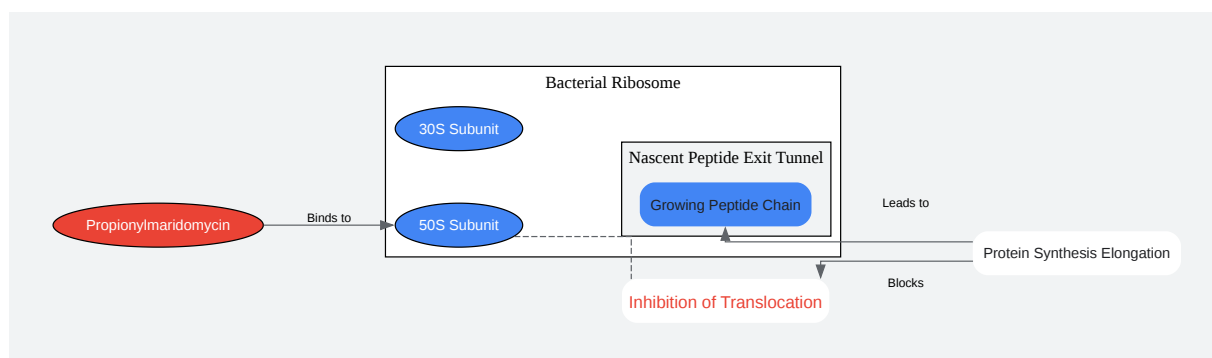 Bacterial Ribosome
30S Subunit
Nascent Peptide Exit Tunnel
Growing Peptide Chain
Leads to
Propionylmaridomycin
Binds to
50S Subunit
Protein Synthesis Elongation
Blocks
Inhibition of Translocation